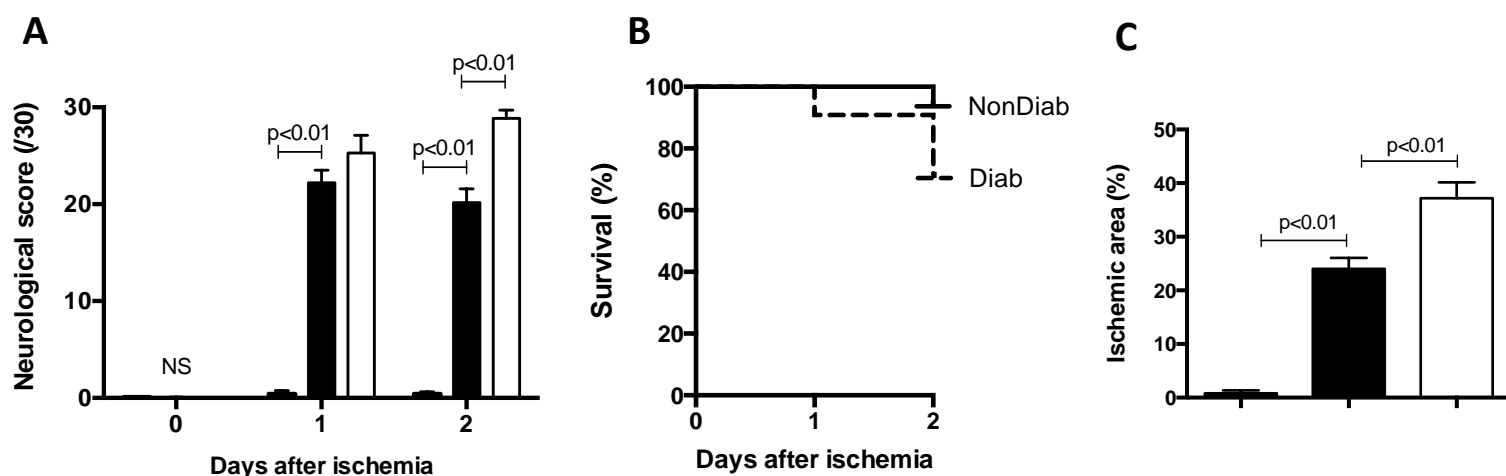 A
Neurological score (/30)
30
20
10
0
NS
p<0.01
p<0.01
p<0.01
0
1
2
Days after ischemia
B
Survival (%)
100
80
60
40
20
0
NonDiab
Diab
0
1
2
Days after ischemia
C
Ischemic area (%)
50
40
30
20
10
0
p<0.01
p<0.01